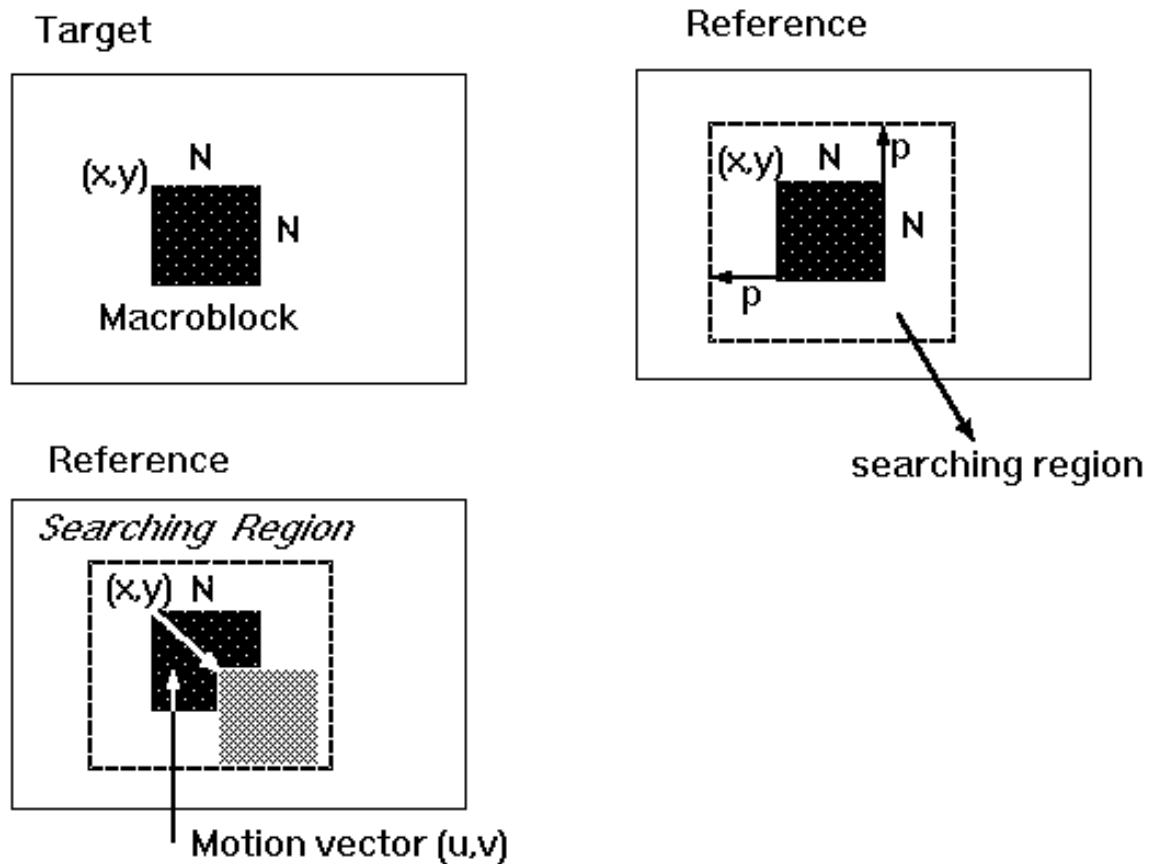 Target
(x,y)
N
N
Macroblock
Reference
(x,y)
N
p
N
p
searching region
Reference
Searching Region
(x,y) N
Motion vector (u,v)